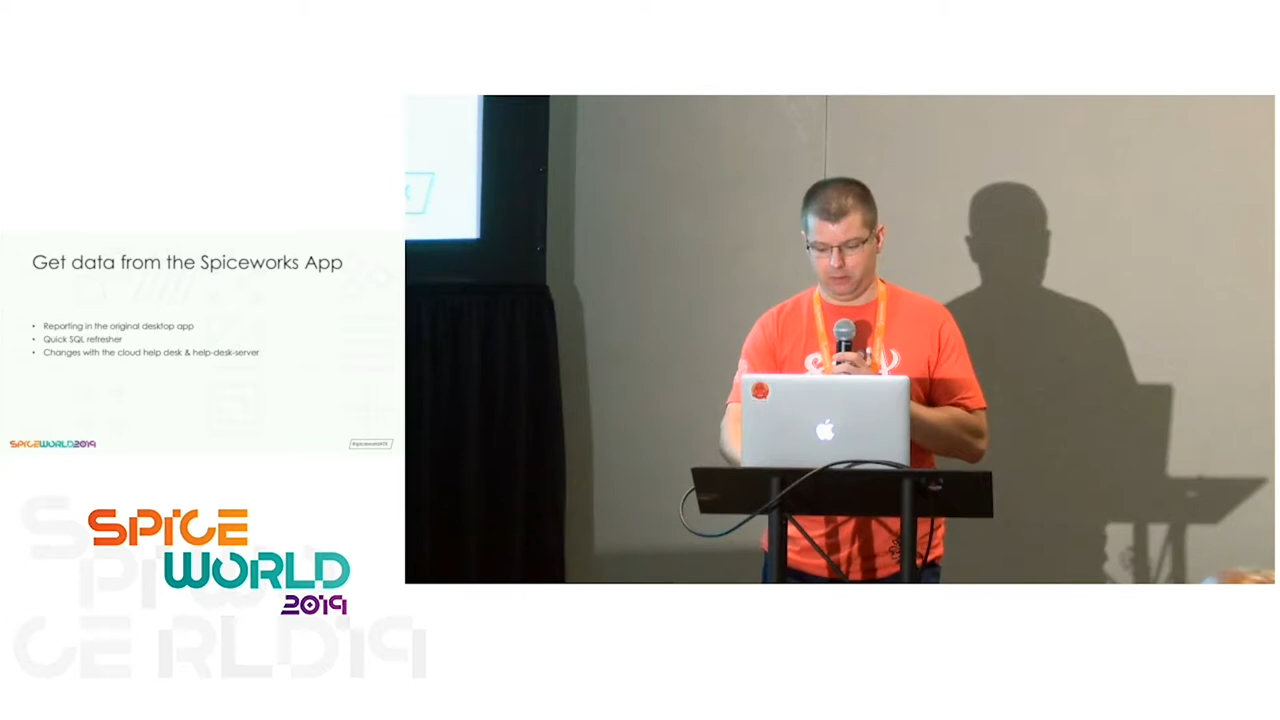 Get data from the Spiceworks App
• Reporting in the original desktop app
• Quick SQL refresher
• Changes with the cloud help desk & help-desk-server
SPICEWORLD2019
SPICE
WORLD
2019